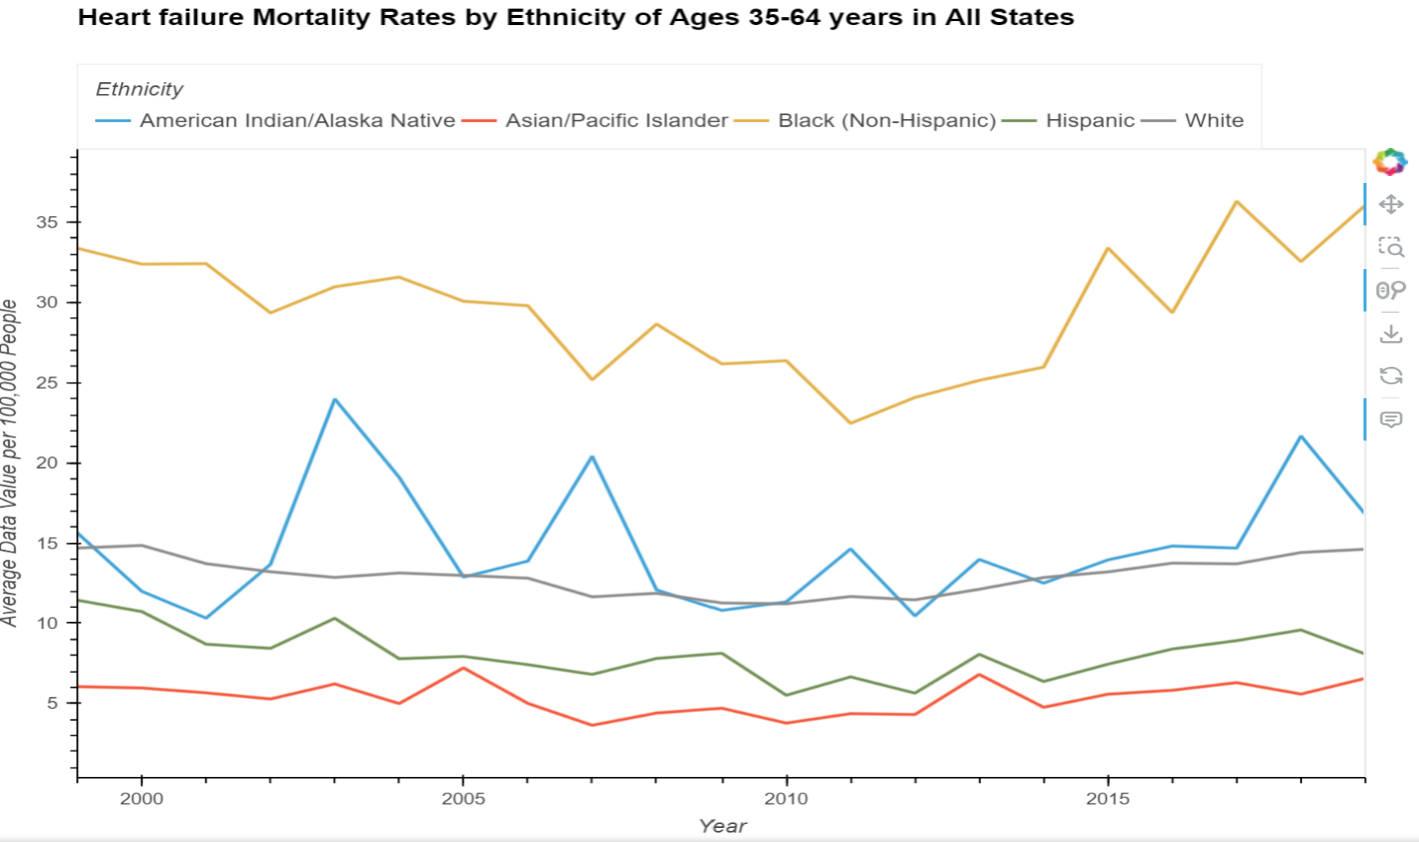 Heart failure Mortality Rates by Ethnicity of Ages 35-64 years in All States
Ethnicity
American Indian/Alaska Native Asian/Pacific Islander Black (Non-Hispanic) Hispanic White
35
30
25
20
15
10
5
Average Data Value per 100,000 People
2000 2005 2010 2015
Year